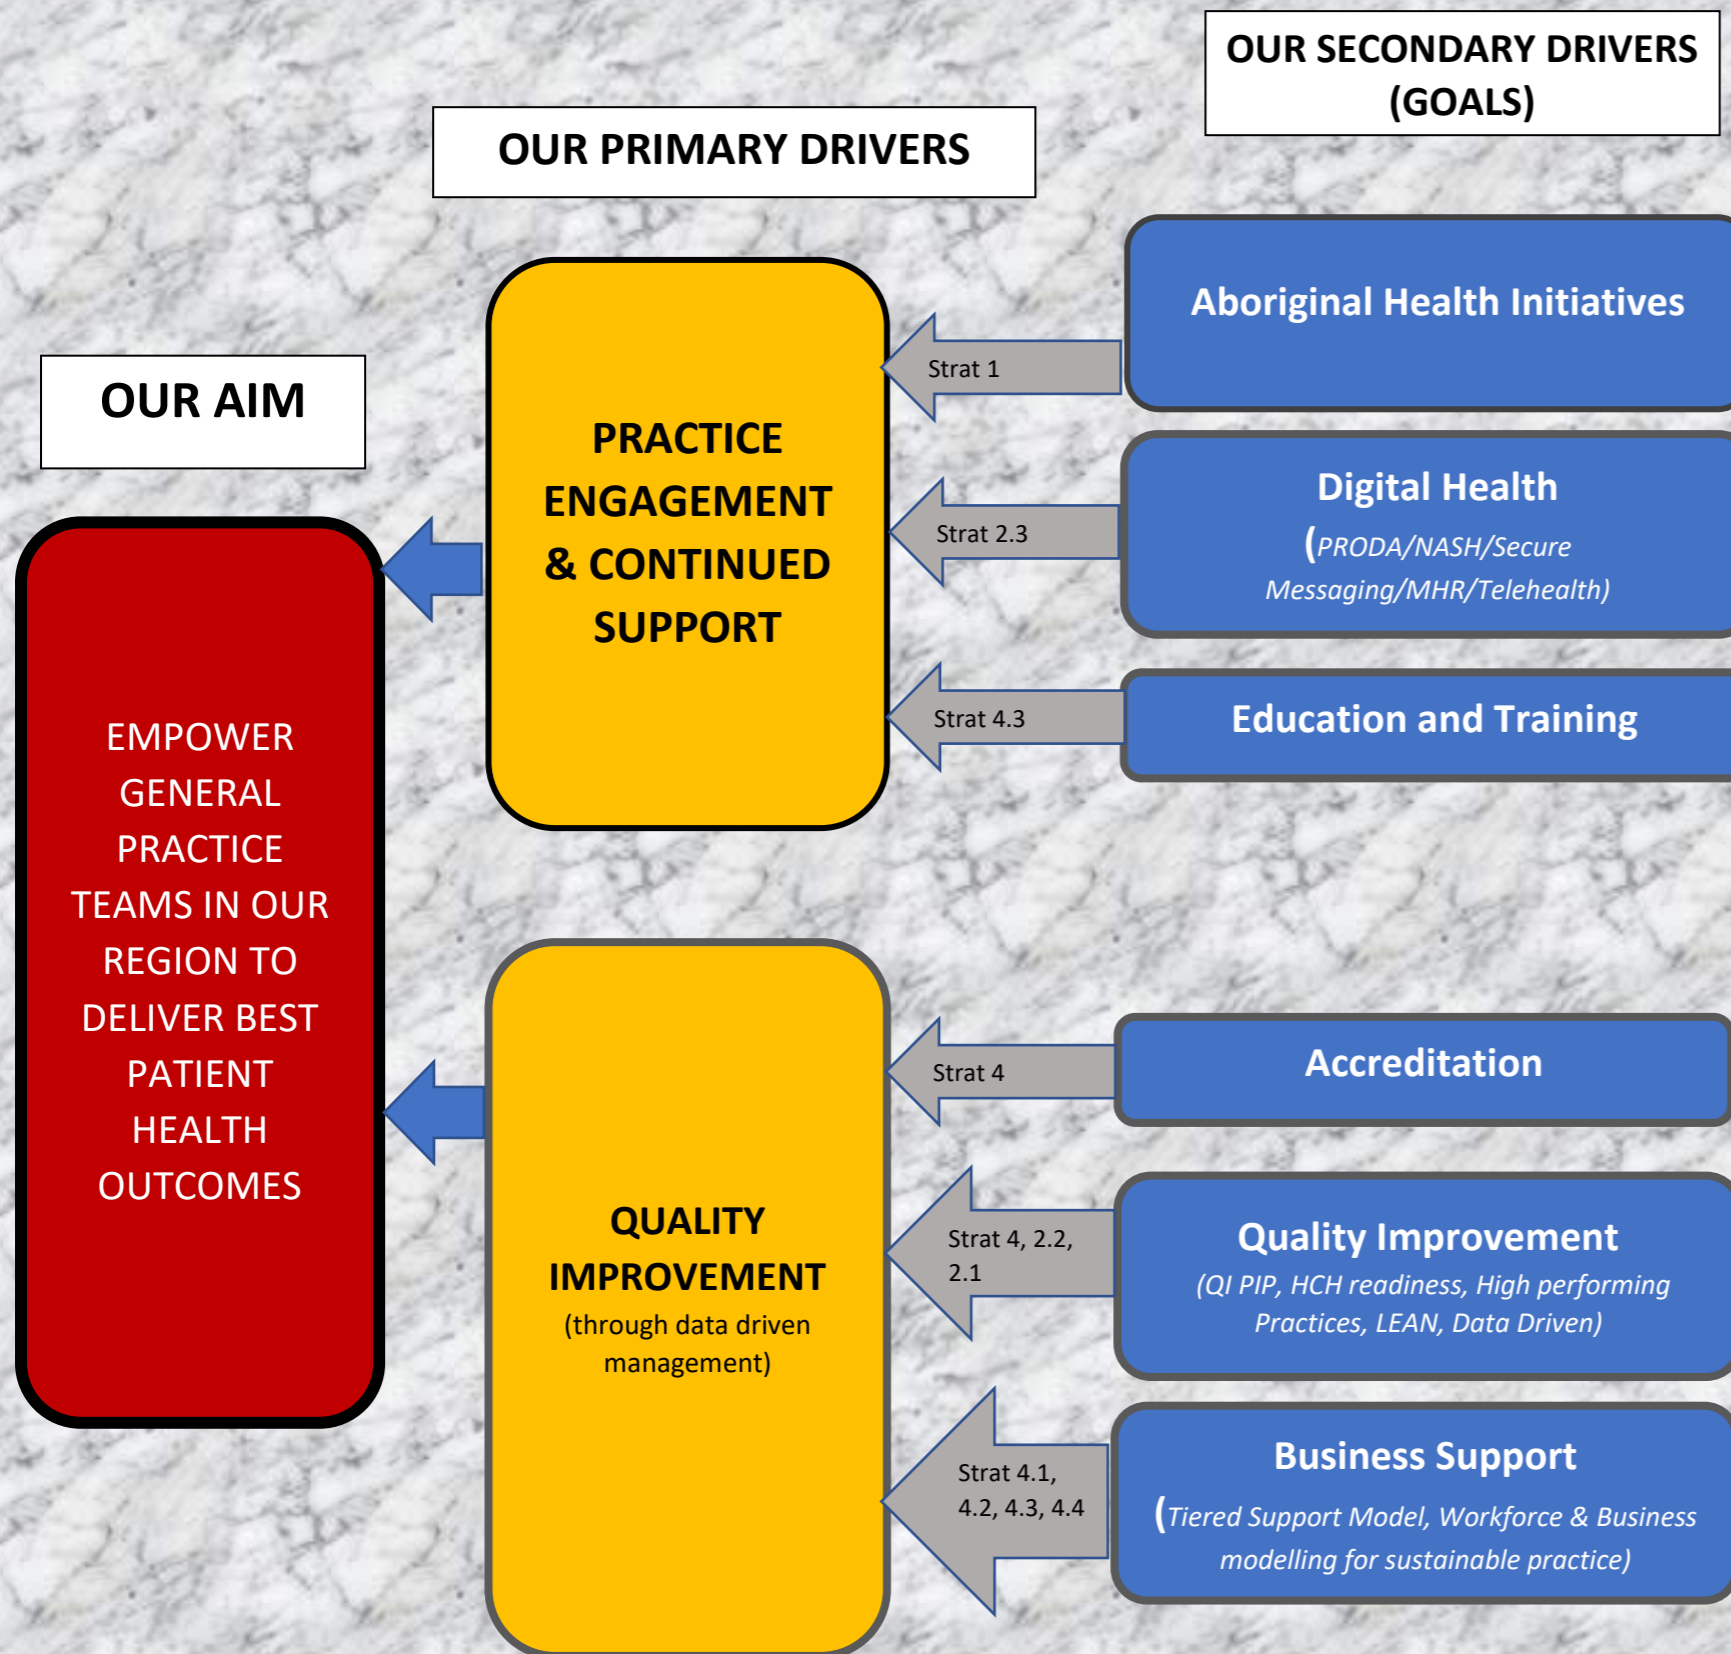 OUR SECONDARY DRIVERS
(GOALS)
OUR PRIMARY DRIVERS
OUR AIM
EMPOWER
GENERAL
PRACTICE
TEAMS IN OUR
REGION TO
DELIVER BEST
PATIENT
HEALTH
OUTCOMES
PRACTICE
ENGAGEMENT
& CONTINUED
SUPPORT
Strat 1
Aboriginal Health Initiatives
Strat 2.3
Digital Health
(PRODA/NASH/Secure
Messaging/MHR/Telehealth)
Strat 4.3
Education and Training
QUALITY
IMPROVEMENT
(through data driven
management)
Strat 4
Accreditation
Strat 4, 2.2,
2.1
Quality Improvement
(QI PIP, HCH readiness, High performing
Practices, LEAN, Data Driven)
Strat 4.1,
4.2, 4.3, 4.4
Business Support
(Tiered Support Model, Workforce & Business
modelling for sustainable practice)